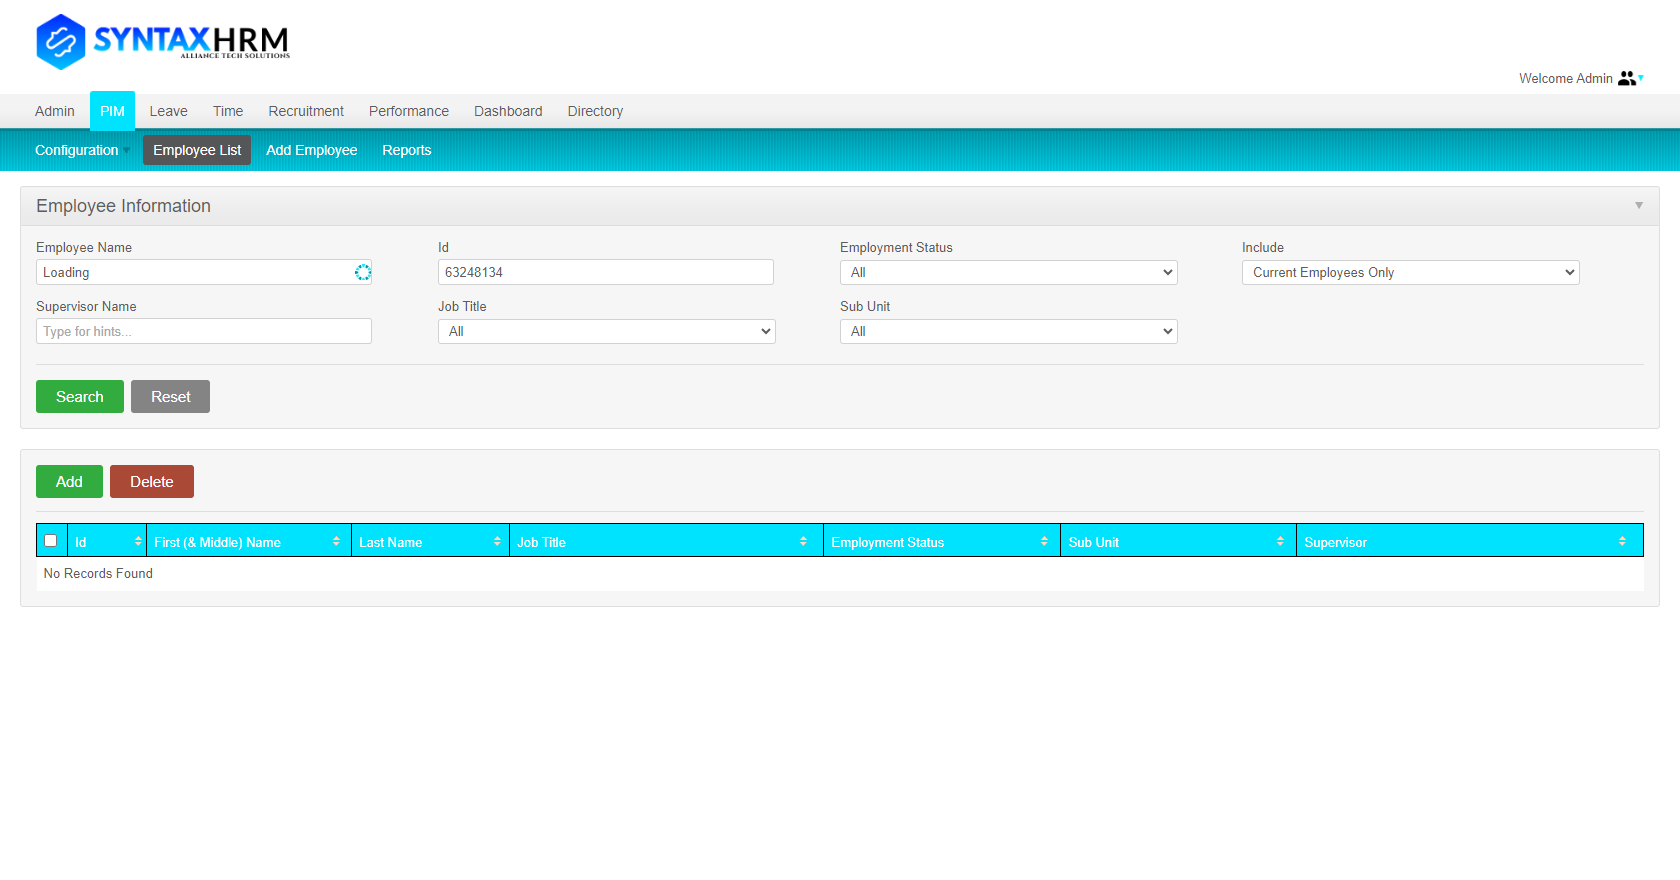 SYNTAXHRM
ALLIANCE TECH SOLUTIONS
Welcome Admin
Admin PIM Leave Time Recruitment Performance Dashboard Directory
Configuration Employee List Add Employee Reports
Employee Information
Employee Name Id Employment Status Include
Loading 63248134 All Current Employees Only
Supervisor Name Job Title Sub Unit
Type for hints... All All
Search Reset
Add Delete
Id First (& Middle) Name Last Name Job Title Employment Status Sub Unit Supervisor
No Records Found